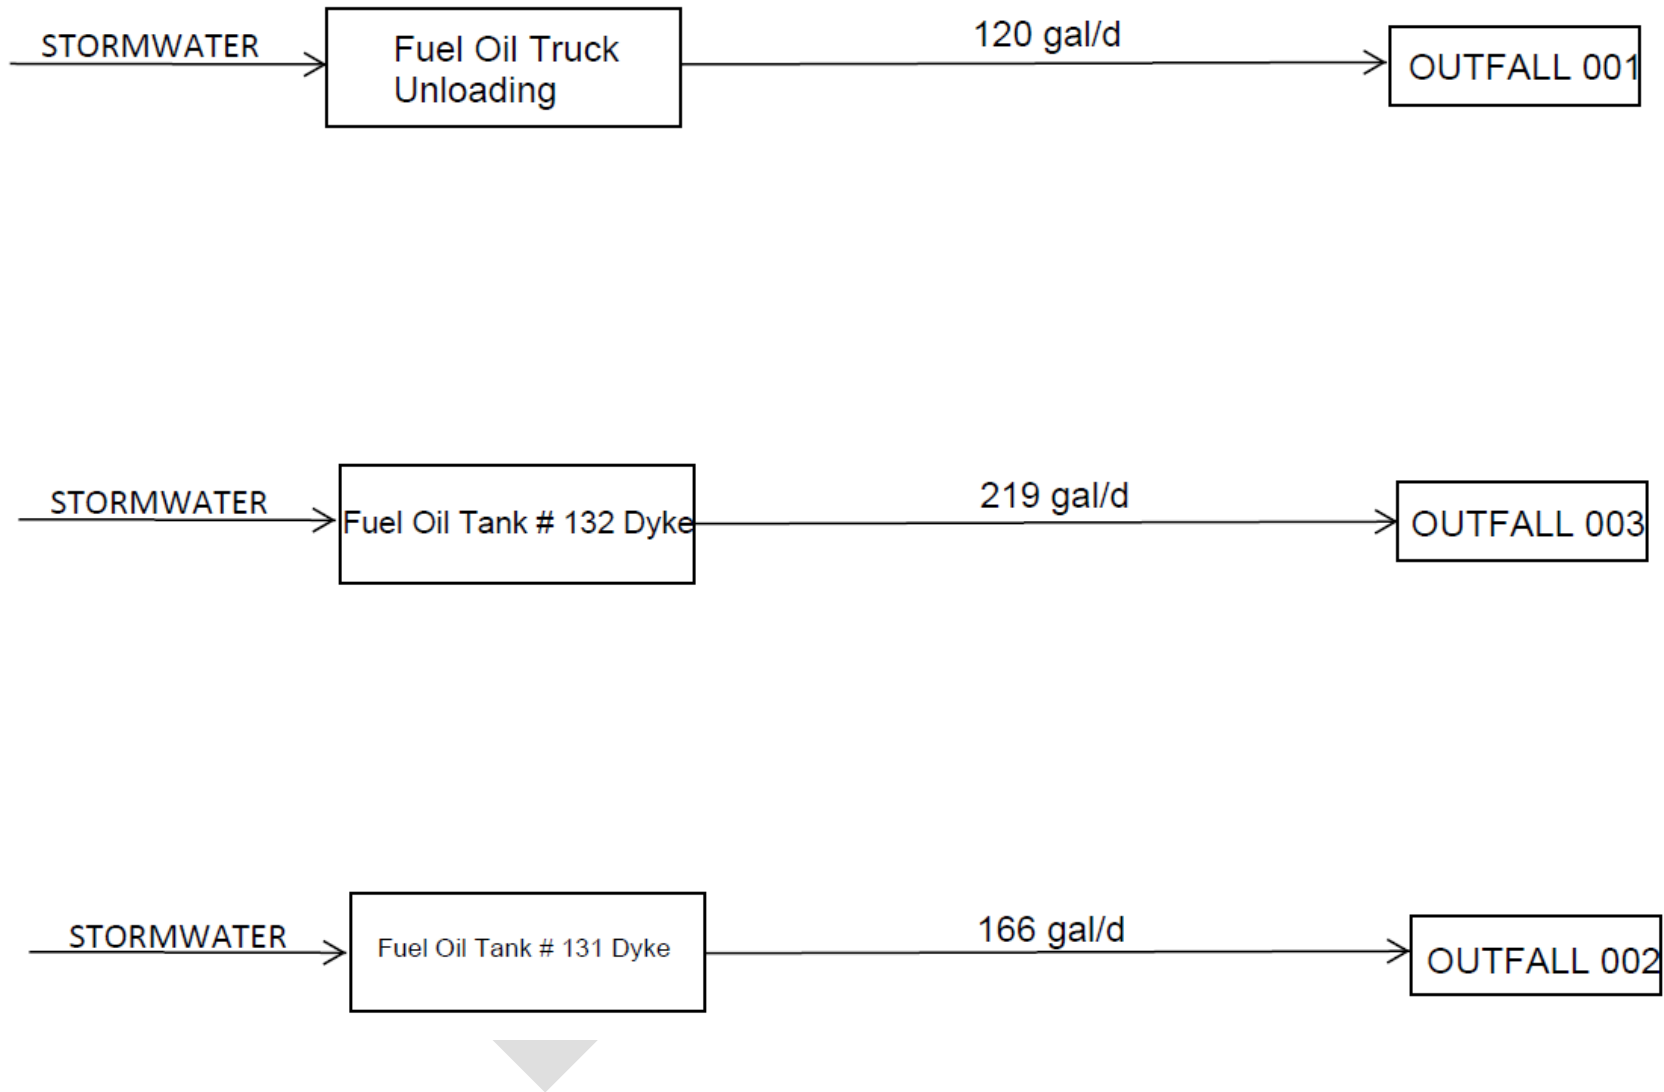 STORMWATER
Fuel Oil Truck
Unloading
120 gal/d
OUTFALL 001
STORMWATER
Fuel Oil Tank # 132 Dyke
219 gal/d
OUTFALL 003
STORMWATER
Fuel Oil Tank # 131 Dyke
166 gal/d
OUTFALL 002